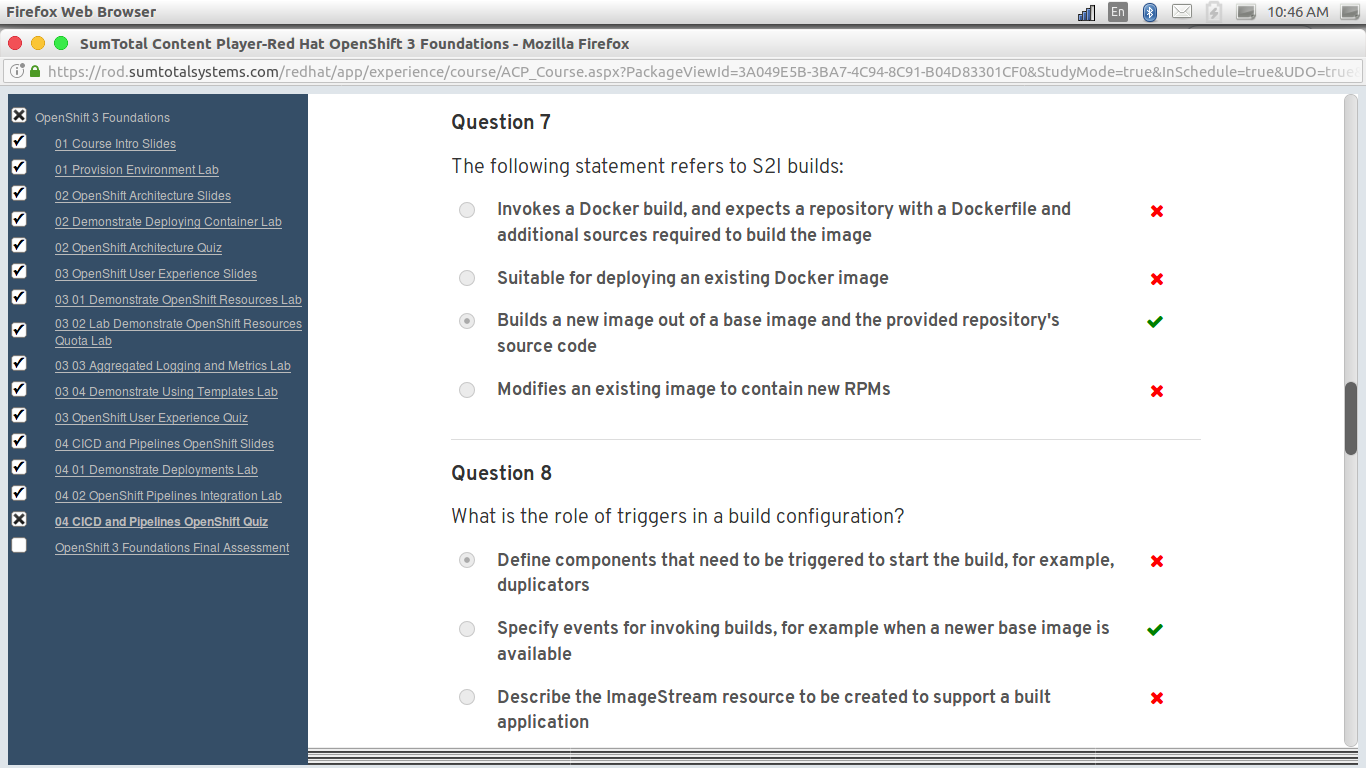 Firefox Web Browser
En
10:46 AM
SumTotal Content Player-Red Hat OpenShift 3 Foundations - Mozilla Firefox
https://rod.sumtotalsystems.com/redhat/app/experience/course/ACP_Course.aspx?PackageViewId=3A049E5B-3BA7-4C94-8C91-B04D83301CF0&StudyMode=true&InSchedule=true&UDO=true&
OpenShift 3 Foundations
01 Course Intro Slides
01 Provision Environment Lab
02 OpenShift Architecture Slides
02 Demonstrate Deploying Container Lab
02 OpenShift Architecture Quiz
03 OpenShift User Experience Slides
03 01 Demonstrate OpenShift Resources Lab
03 02 Lab Demonstrate OpenShift Resources
Quota Lab
03 03 Aggregated Logging and Metrics Lab
03 04 Demonstrate Using Templates Lab
03 OpenShift User Experience Quiz
04 CICD and Pipelines OpenShift Slides
04 01 Demonstrate Deployments Lab
04 02 OpenShift Pipelines Integration Lab
04 CICD and Pipelines OpenShift Quiz
OpenShift 3 Foundations Final Assessment
Question 7
The following statement refers to S2I builds:
Invokes a Docker build, and expects a repository with a Dockerfile and
additional sources required to build the image
Suitable for deploying an existing Docker image
Builds a new image out of a base image and the provided repository's
source code
Modifies an existing image to contain new RPMs
Question 8
What is the role of triggers in a build configuration?
Define components that need to be triggered to start the build, for example,
duplicators
Specify events for invoking builds, for example when a newer base image is
available
Describe the ImageStream resource to be created to support a built
application